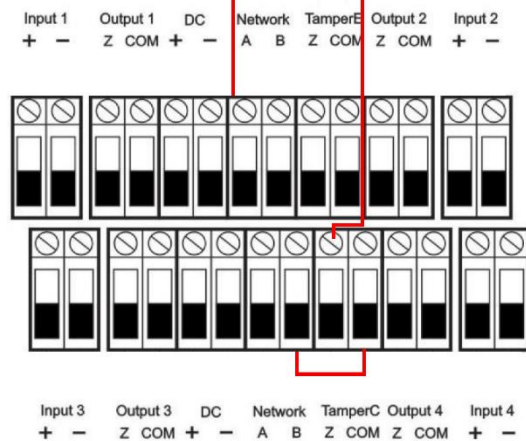 Input 1 Output 1 DC Network TamperE Output 2 Input 2
+ − Z COM + − A B Z COM Z COM + −
Input 3 Output 3 DC Network TamperC Output 4 Input 4
+ − Z COM + − A B Z COM Z COM + −